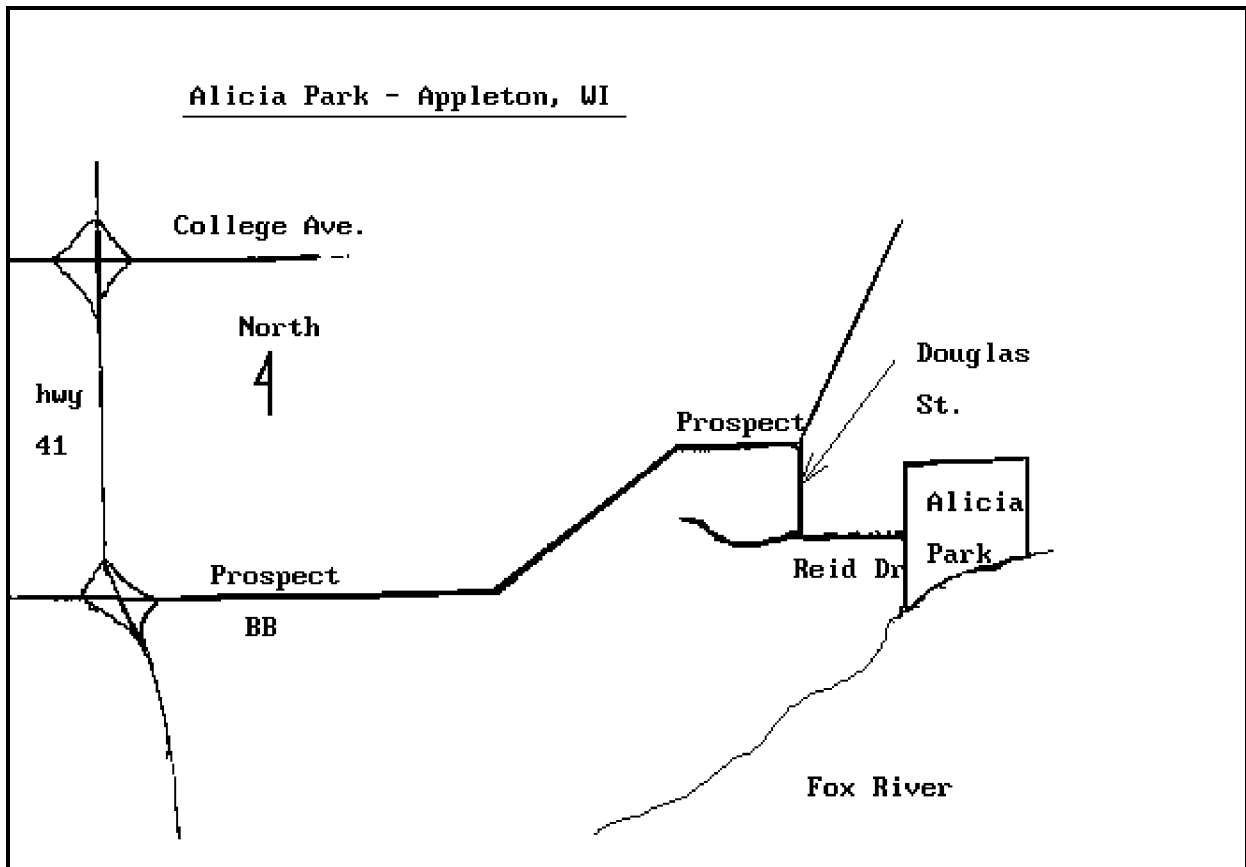 Alicia Park - Appleton, WI
College Ave.
North
hwy
41
Douglas
St.
Prospect
Alicia
Park
Reid Dr
Prospect
BB
Fox River